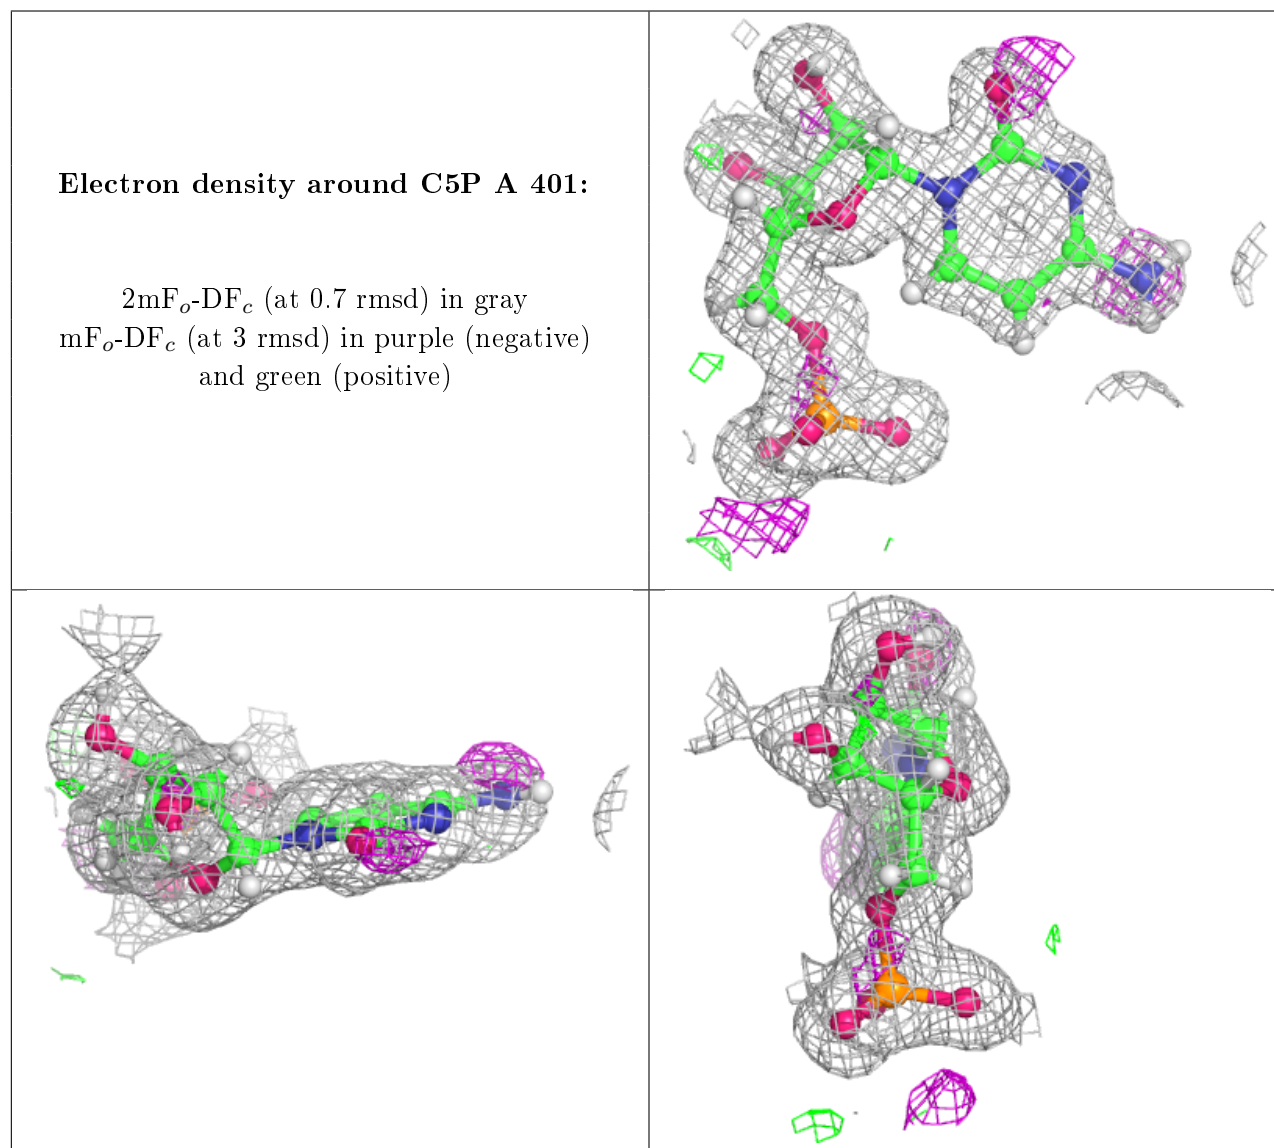 Electron density around C5P A 401:
2mFo-DFc (at 0.7 rmsd) in gray
mFo-DFc (at 3 rmsd) in purple (negative)
and green (positive)